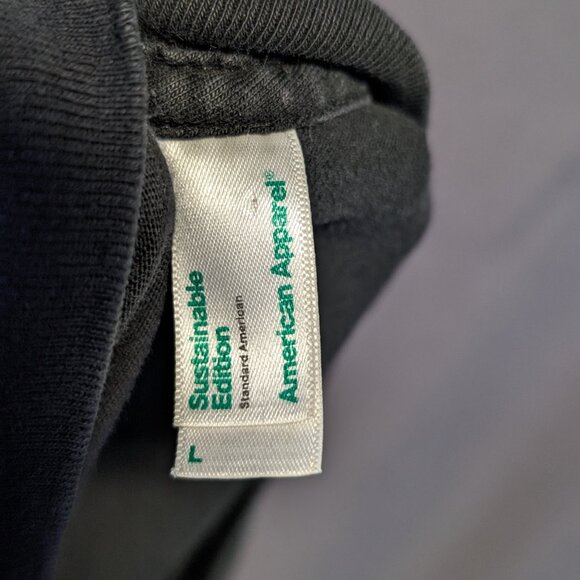 American Apparel®
Sustainable
Edition
Standard American
L